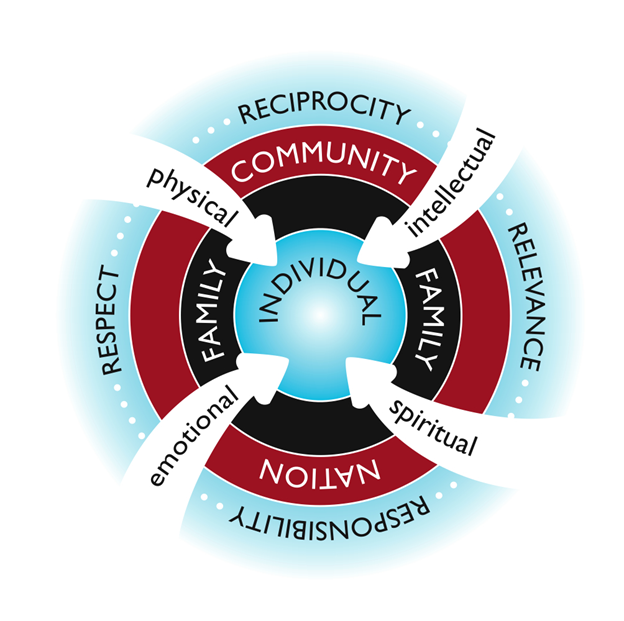 RECIPROCITY
COMMUNITY
physical
intellectual
INDIVIDUAL
FAMILY
FAMILY
RESPECT
RELEVANCE
emotional
spiritual
NATION
RESPONSIBILITY